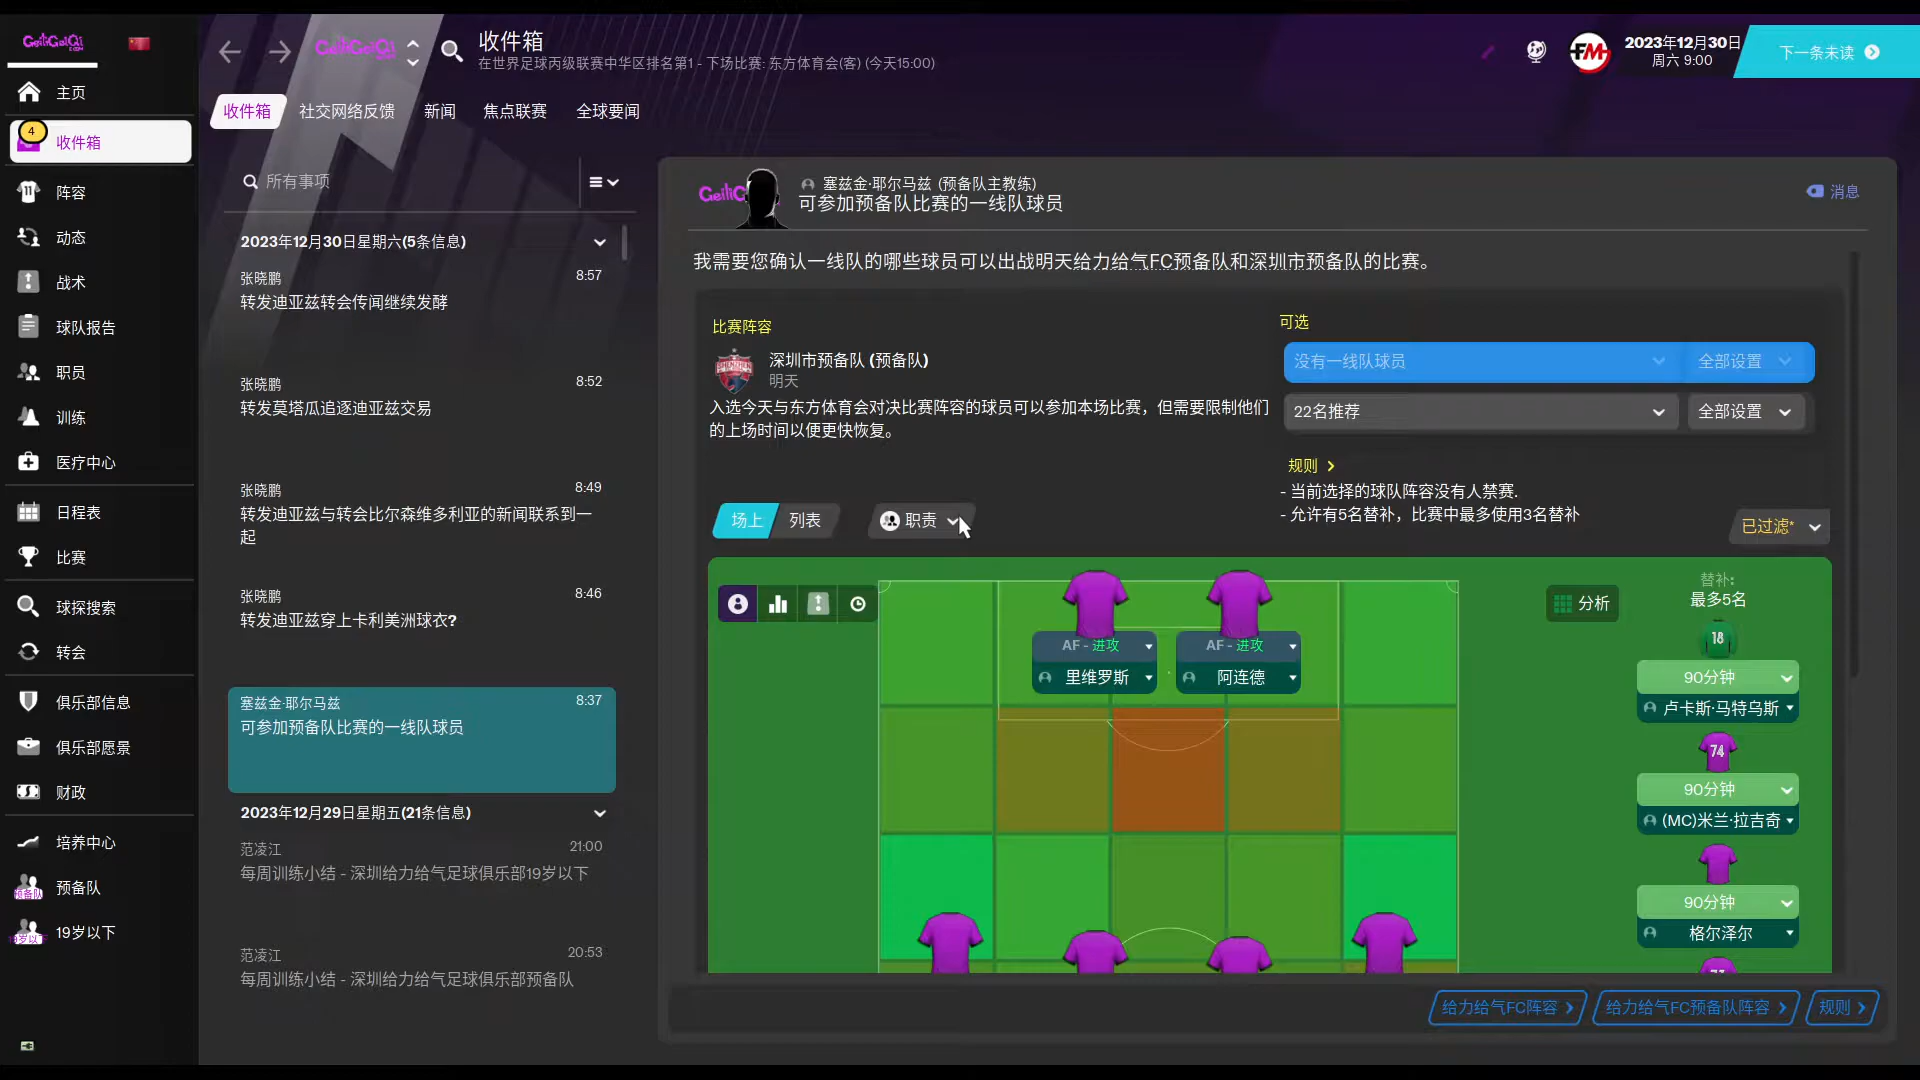 GeiliGeiQi
.COM
主页
4
收件箱
11
阵容
动态
战术
球队报告
职员
训练
医疗中心
日程表
比赛
球探搜索
转会
俱乐部信息
俱乐部愿景
财政
培养中心
预备队
预备队
19岁以下
19岁以下
GeiliGeiQi
收件箱
在世界足球丙级联赛中华区排名第1 - 下场比赛: 东方体育会(客) (今天15:00)
FM
2023年12月30日
周六 9:00
下一条未读
收件箱
社交网络反馈
新闻
焦点联赛
全球要闻
所有事项
2023年12月30日星期六(5条信息)
张晓鹏
8:57
转发迪亚兹转会传闻继续发酵
张晓鹏
8:52
转发莫塔瓜追逐迪亚兹交易
张晓鹏
8:49
转发迪亚兹与转会比尔森维多利亚的新闻联系到一
起
张晓鹏
8:46
转发迪亚兹穿上卡利美洲球衣?
塞兹金·耶尔马兹
8:37
可参加预备队比赛的一线队球员
2023年12月29日星期五(21条信息)
范凌江
21:00
每周训练小结 - 深圳给力给气足球俱乐部19岁以下
范凌江
20:53
每周训练小结 - 深圳给力给气足球俱乐部预备队
塞兹金·耶尔马兹 (预备队主教练)
可参加预备队比赛的一线队球员
消息
我需要您确认一线队的哪些球员可以出战明天给力给气FC预备队和深圳市预备队的比赛。
比赛阵容
深圳市预备队 (预备队)
明天
入选今天与东方体育会对决比赛阵容的球员可以参加本场比赛，但需要限制他们
的上场时间以便更快恢复。
可选
没有一线队球员
全部设置
22名推荐
全部设置
规则
- 当前选择的球队阵容没有人禁赛.
- 允许有5名替补，比赛中最多使用3名替补
场上
列表
职责
已过滤*
分析
AF - 进攻
里维罗斯
AF - 进攻
阿连德
替补:
最多5名
18
90分钟
卢卡斯·马特乌斯
74
90分钟
(MC)米兰·拉吉奇
90分钟
格尔泽尔
给力给气FC阵容
给力给气FC预备队阵容
规则